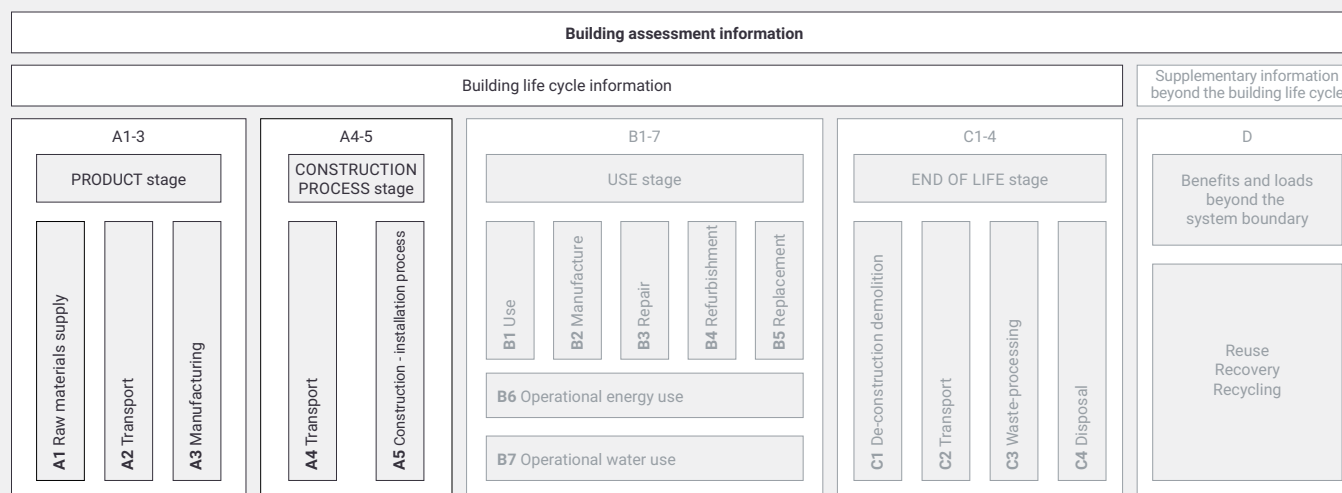 Building assessment information
Building life cycle information
Supplementary information
beyond the building life cycle
A1-3
PRODUCT stage
A1 Raw materials supply
A2 Transport
A3 Manufacturing
A4-5
CONSTRUCTION
PROCESS stage
A4 Transport
A5 Construction - installation process
B1-7
USE stage
B1 Use
B2 Manufacture
B3 Repair
B4 Refurbishment
B5 Replacement
B6 Operational energy use
B7 Operational water use
C1-4
END OF LIFE stage
C1 De-construction demolition
C2 Transport
C3 Waste-processing
C4 Disposal
D
Benefits and loads
beyond the
system boundary
Reuse
Recovery
Recycling